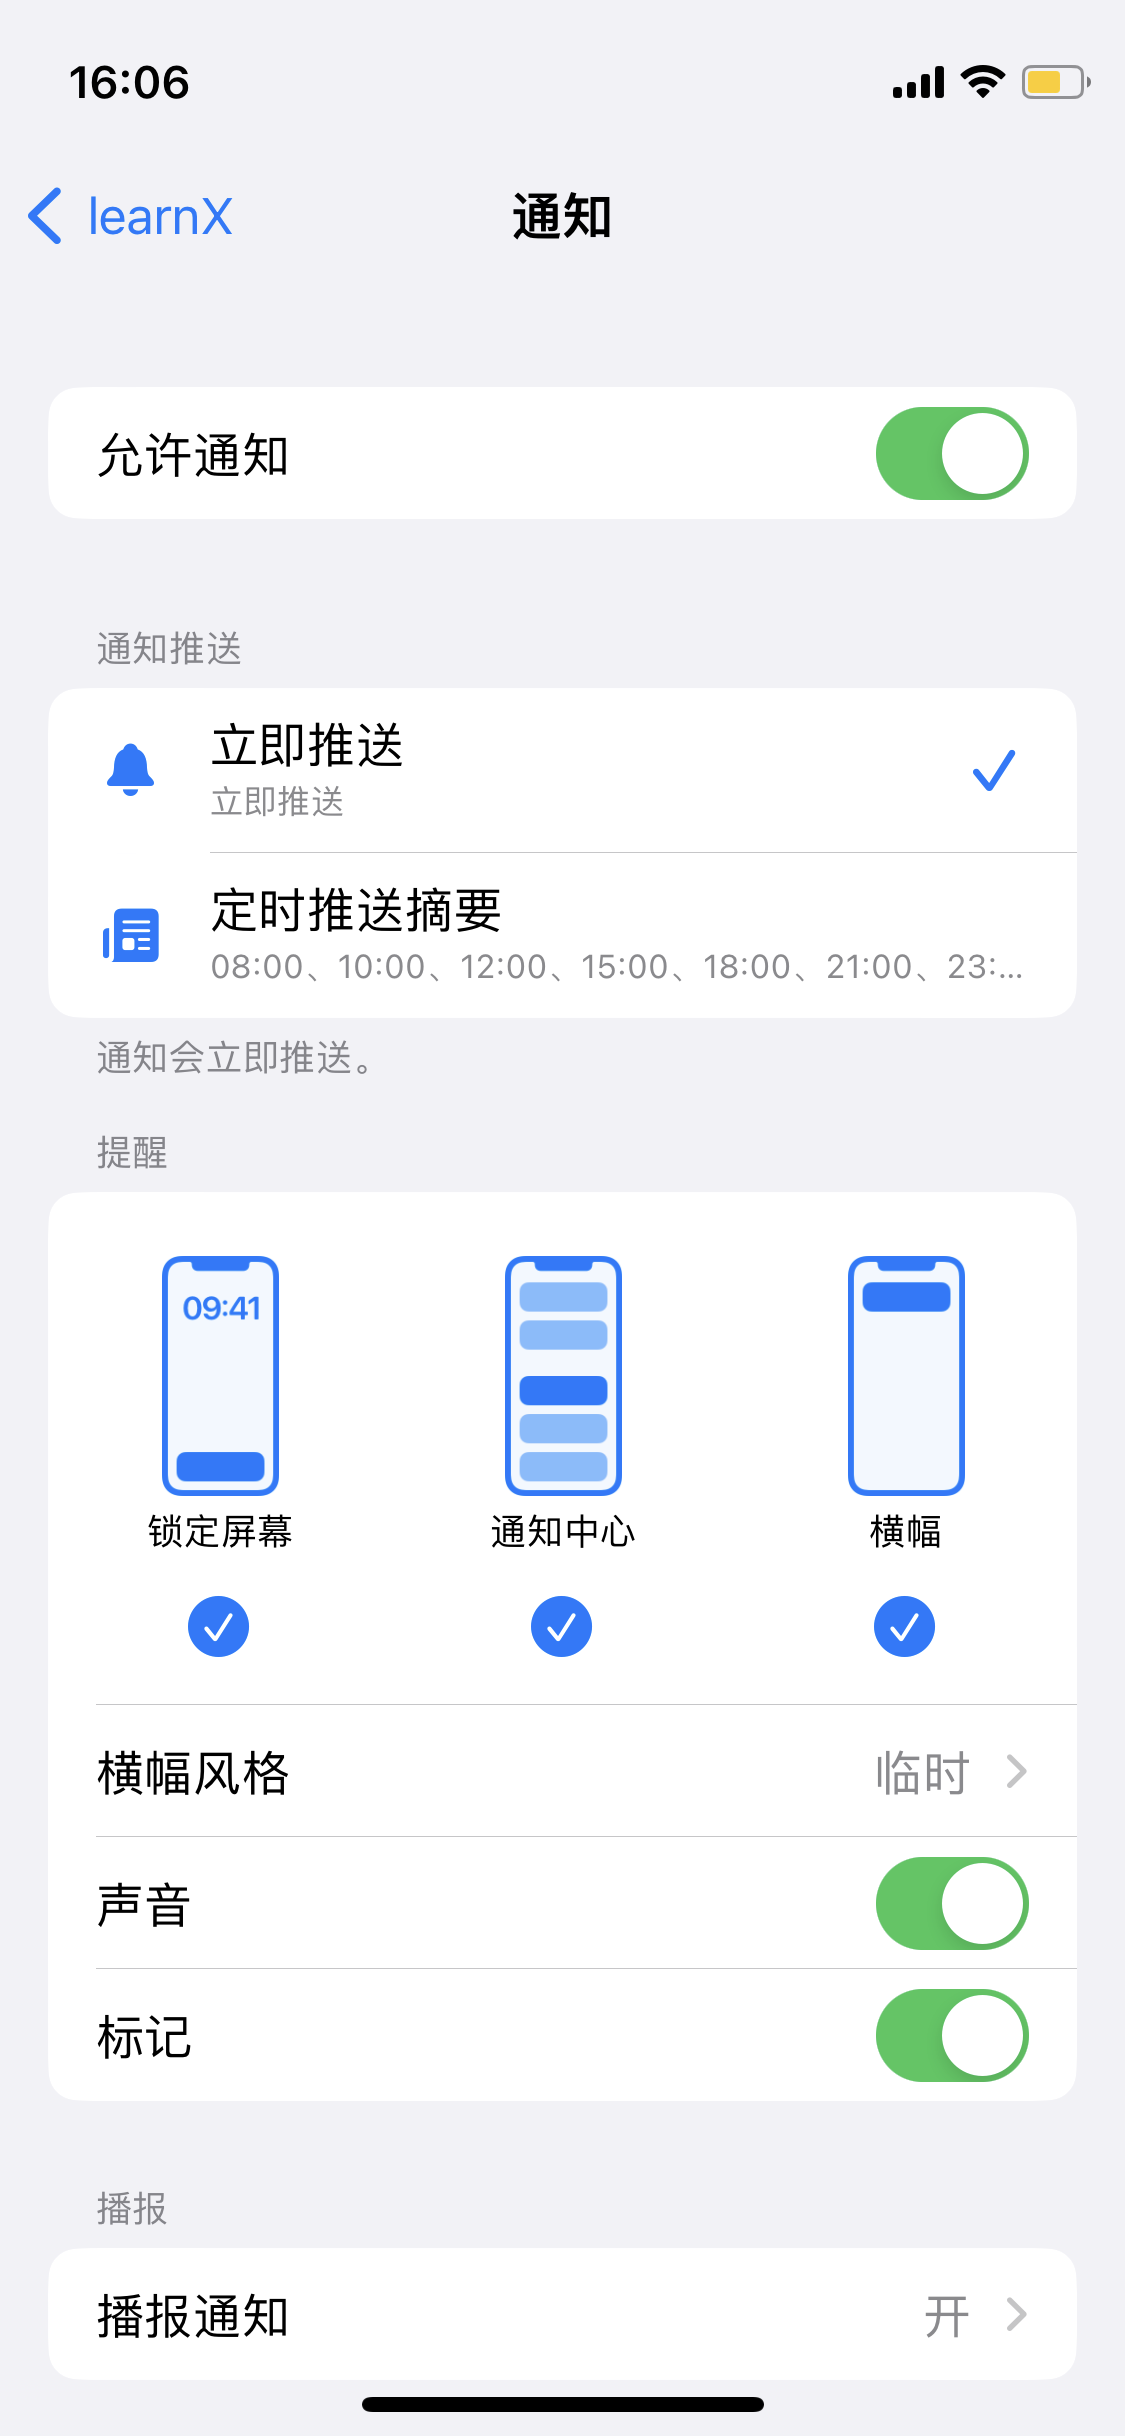 16:06
learnX
通知
允许通知
通知推送
立即推送
立即推送
定时推送摘要
08:00、10:00、12:00、15:00、18:00、21:00、23:...
通知会立即推送。
提醒
09:41
锁定屏幕 通知中心 横幅
横幅风格 临时
声音
标记
播报
播报通知 开